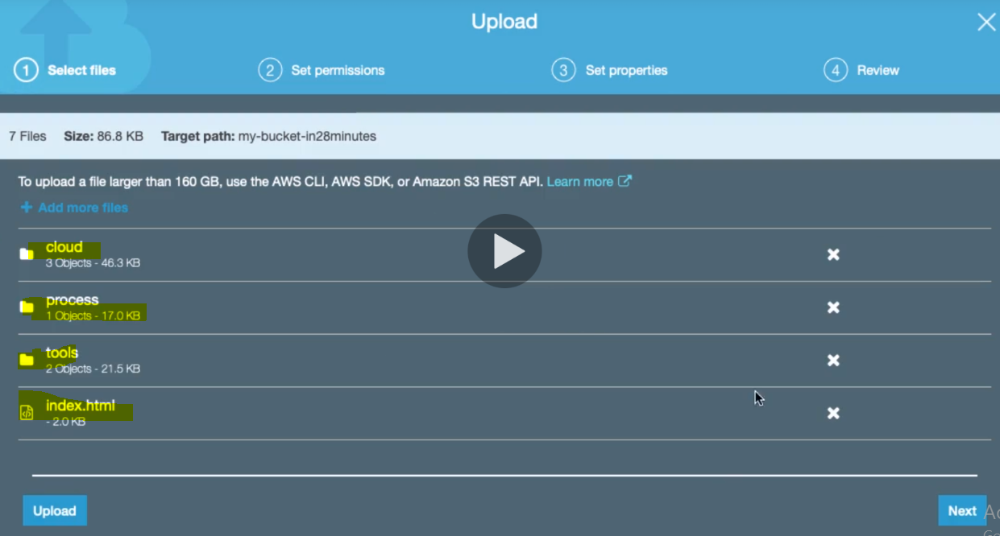 Upload
1 Select files
2 Set permissions
3 Set properties
4 Review
7 Files Size: 86.8 KB Target path: my-bucket-in28minutes
To upload a file larger than 160 GB, use the AWS CLI, AWS SDK, or Amazon S3 REST API. Learn more
+ Add more files
cloud
3 Objects - 46.3 KB
process
1 Objects - 17.0 KB
tools
2 Objects - 21.5 KB
index.html
- 2.0 KB
Upload
Next